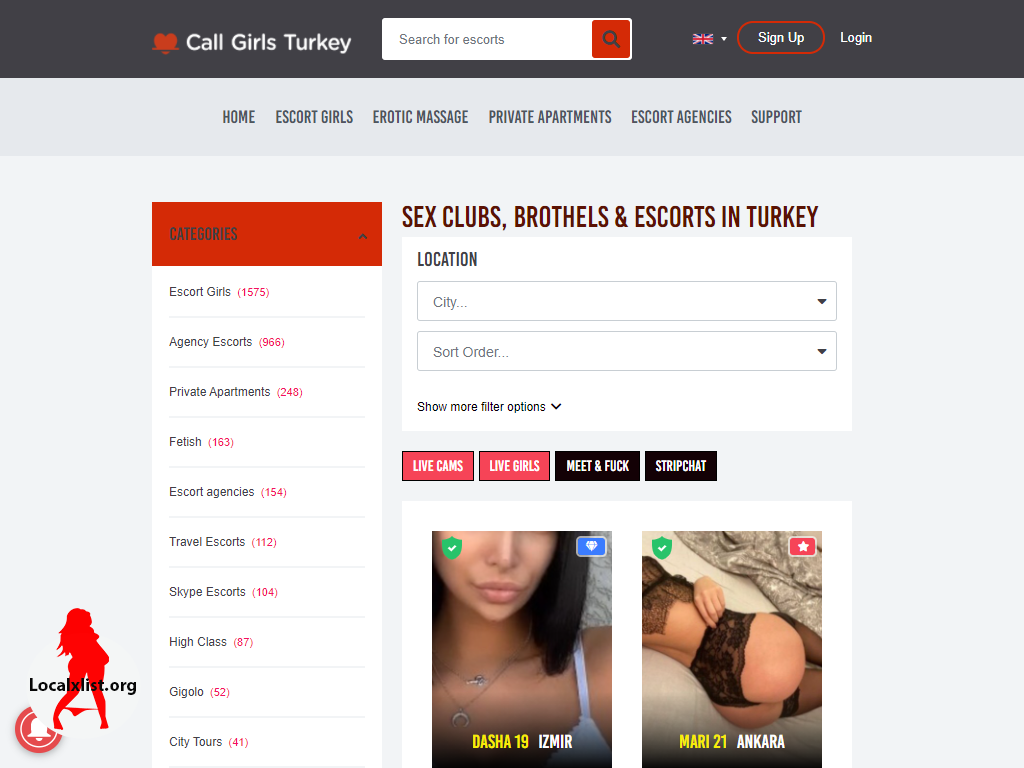 Call Girls Turkey
Search for escorts
Sign Up
Login
HOME
ESCORT GIRLS
EROTIC MASSAGE
PRIVATE APARTMENTS
ESCORT AGENCIES
SUPPORT
CATEGORIES
Escort Girls (1575)
Agency Escorts (966)
Private Apartments (248)
Fetish (163)
Escort agencies (154)
Travel Escorts (112)
Skype Escorts (104)
High Class (87)
Gigolo (52)
City Tours (41)
SEX CLUBS, BROTHELS & ESCORTS IN TURKEY
LOCATION
City...
Sort Order...
Show more filter options
LIVE CAMS
LIVE GIRLS
MEET & FUCK
STRIPCHAT
DASHA 19 IZMIR
MARI 21 ANKARA
Localxlist.org